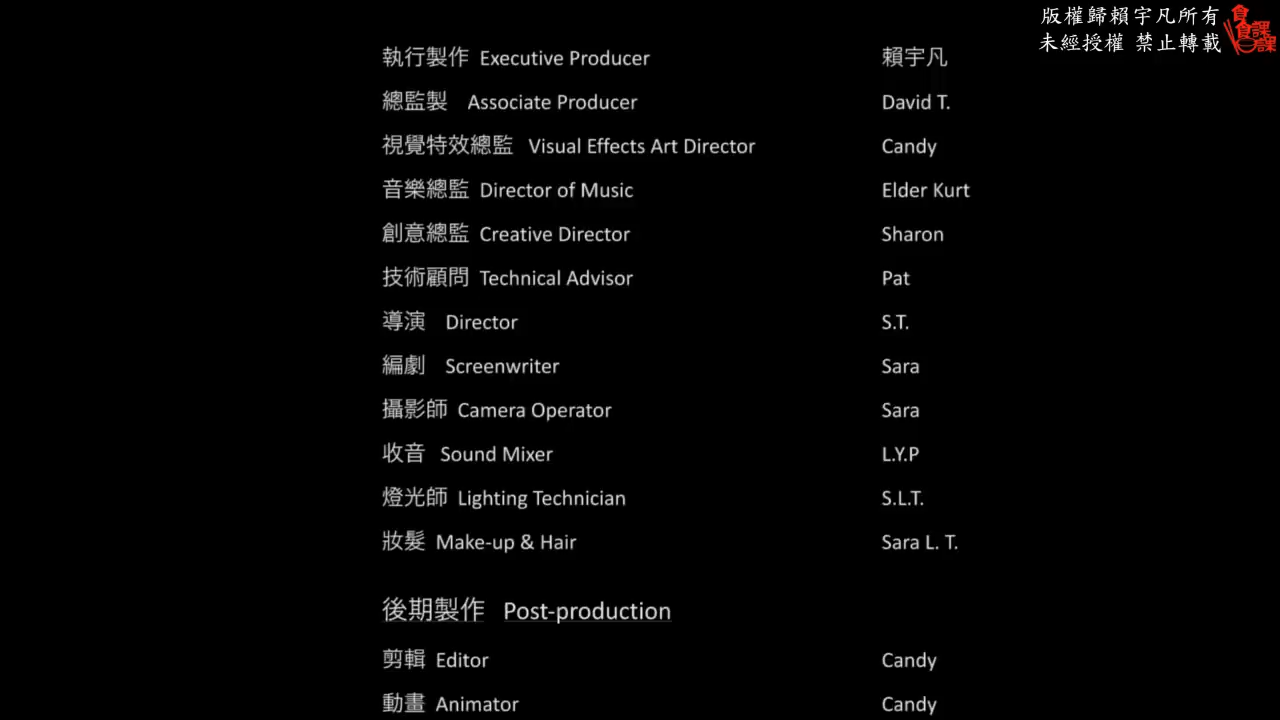 版權歸賴宇凡所有
未經授權 禁止轉載
食食課課
執行製作 Executive Producer 賴宇凡
總監製 Associate Producer David T.
視覺特效總監 Visual Effects Art Director Candy
音樂總監 Director of Music Elder Kurt
創意總監 Creative Director Sharon
技術顧問 Technical Advisor Pat
導演 Director S.T.
編劇 Screenwriter Sara
攝影師 Camera Operator Sara
收音 Sound Mixer L.Y.P
燈光師 Lighting Technician S.L.T.
妝髮 Make-up & Hair Sara L. T.
後期製作 Post-production
剪輯 Editor Candy
動畫 Animator Candy